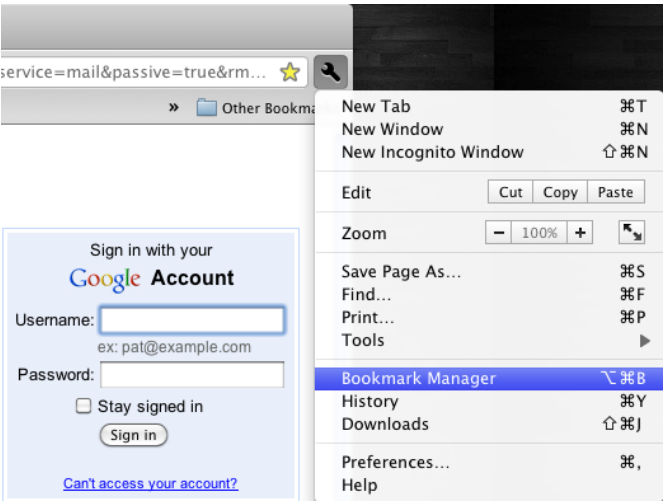 service=mail&passive=true&rm...
» Other Bookma
New Tab ⌘T
New Window ⌘N
New Incognito Window ⇧⌘N
Edit Cut Copy Paste
Zoom − 100% +
Save Page As... ⌘S
Find... ⌘F
Print... ⌘P
Tools
Bookmark Manager ⌥⌘B
History ⌘Y
Downloads ⇧⌘J
Preferences... ⌘,
Help
Sign in with your
Google Account
Username:
ex: pat@example.com
Password:
Stay signed in
Sign in
Can't access your account?